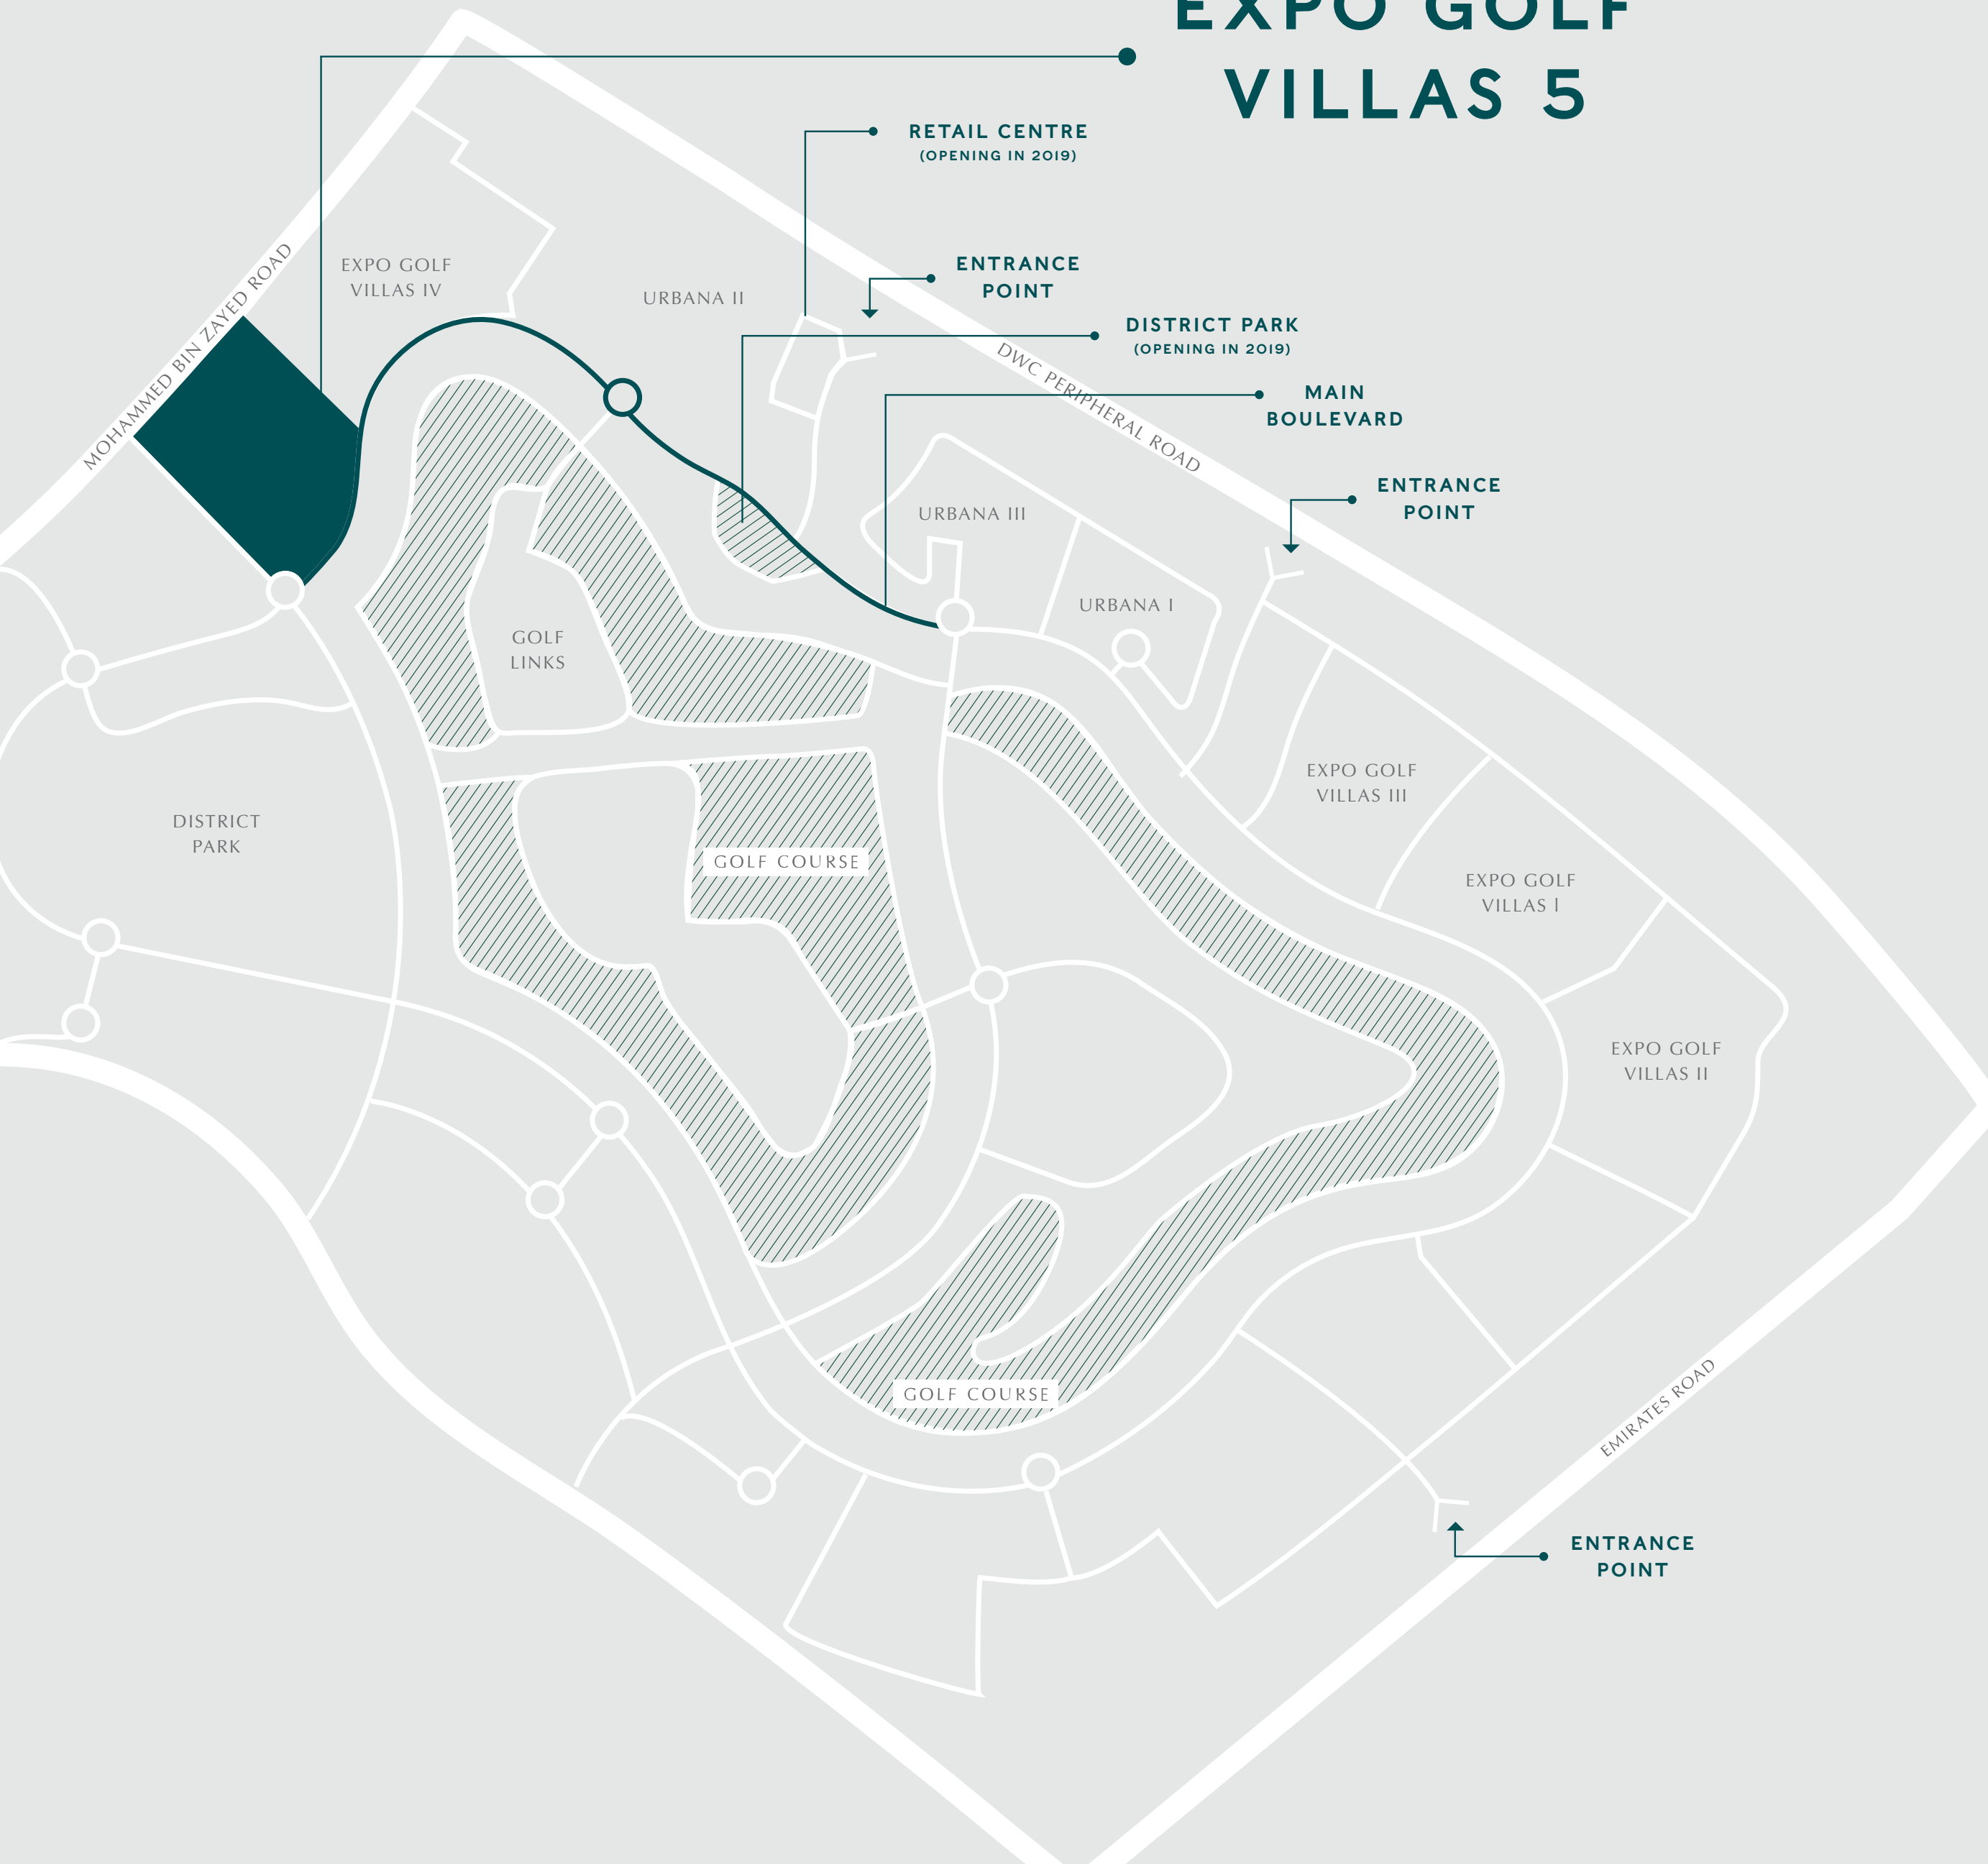 EXPO GOLF
VILLAS 5
RETAIL CENTRE
(OPENING IN 2019)
ENTRANCE
POINT
DISTRICT PARK
(OPENING IN 2019)
MAIN
BOULEVARD
ENTRANCE
POINT
MOHAMMED BIN ZAYED ROAD
EXPO GOLF
VILLAS IV
URBANA II
DWC PERIPHERAL ROAD
URBANA III
URBANA I
GOLF
LINKS
EXPO GOLF
VILLAS III
DISTRICT
PARK
GOLF COURSE
EXPO GOLF
VILLAS I
EXPO GOLF
VILLAS II
GOLF COURSE
EMIRATES ROAD
ENTRANCE
POINT